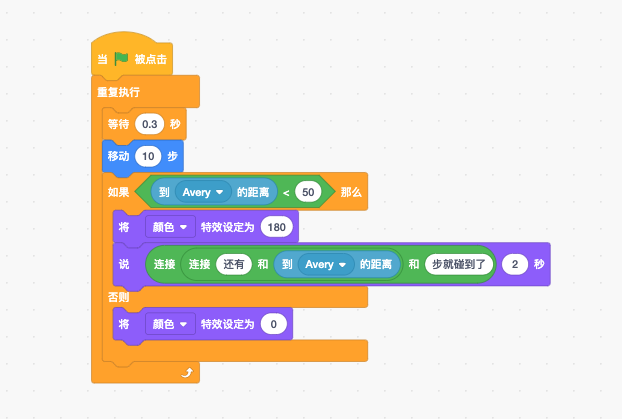 当 被点击
重复执行
等待 0.3 秒
移动 10 步
如果 到 Avery 的距离 < 50 那么
将 颜色 特效设定为 180
说 连接 连接 还有 和 到 Avery 的距离 和 步就碰到了 2 秒
否则
将 颜色 特效设定为 0